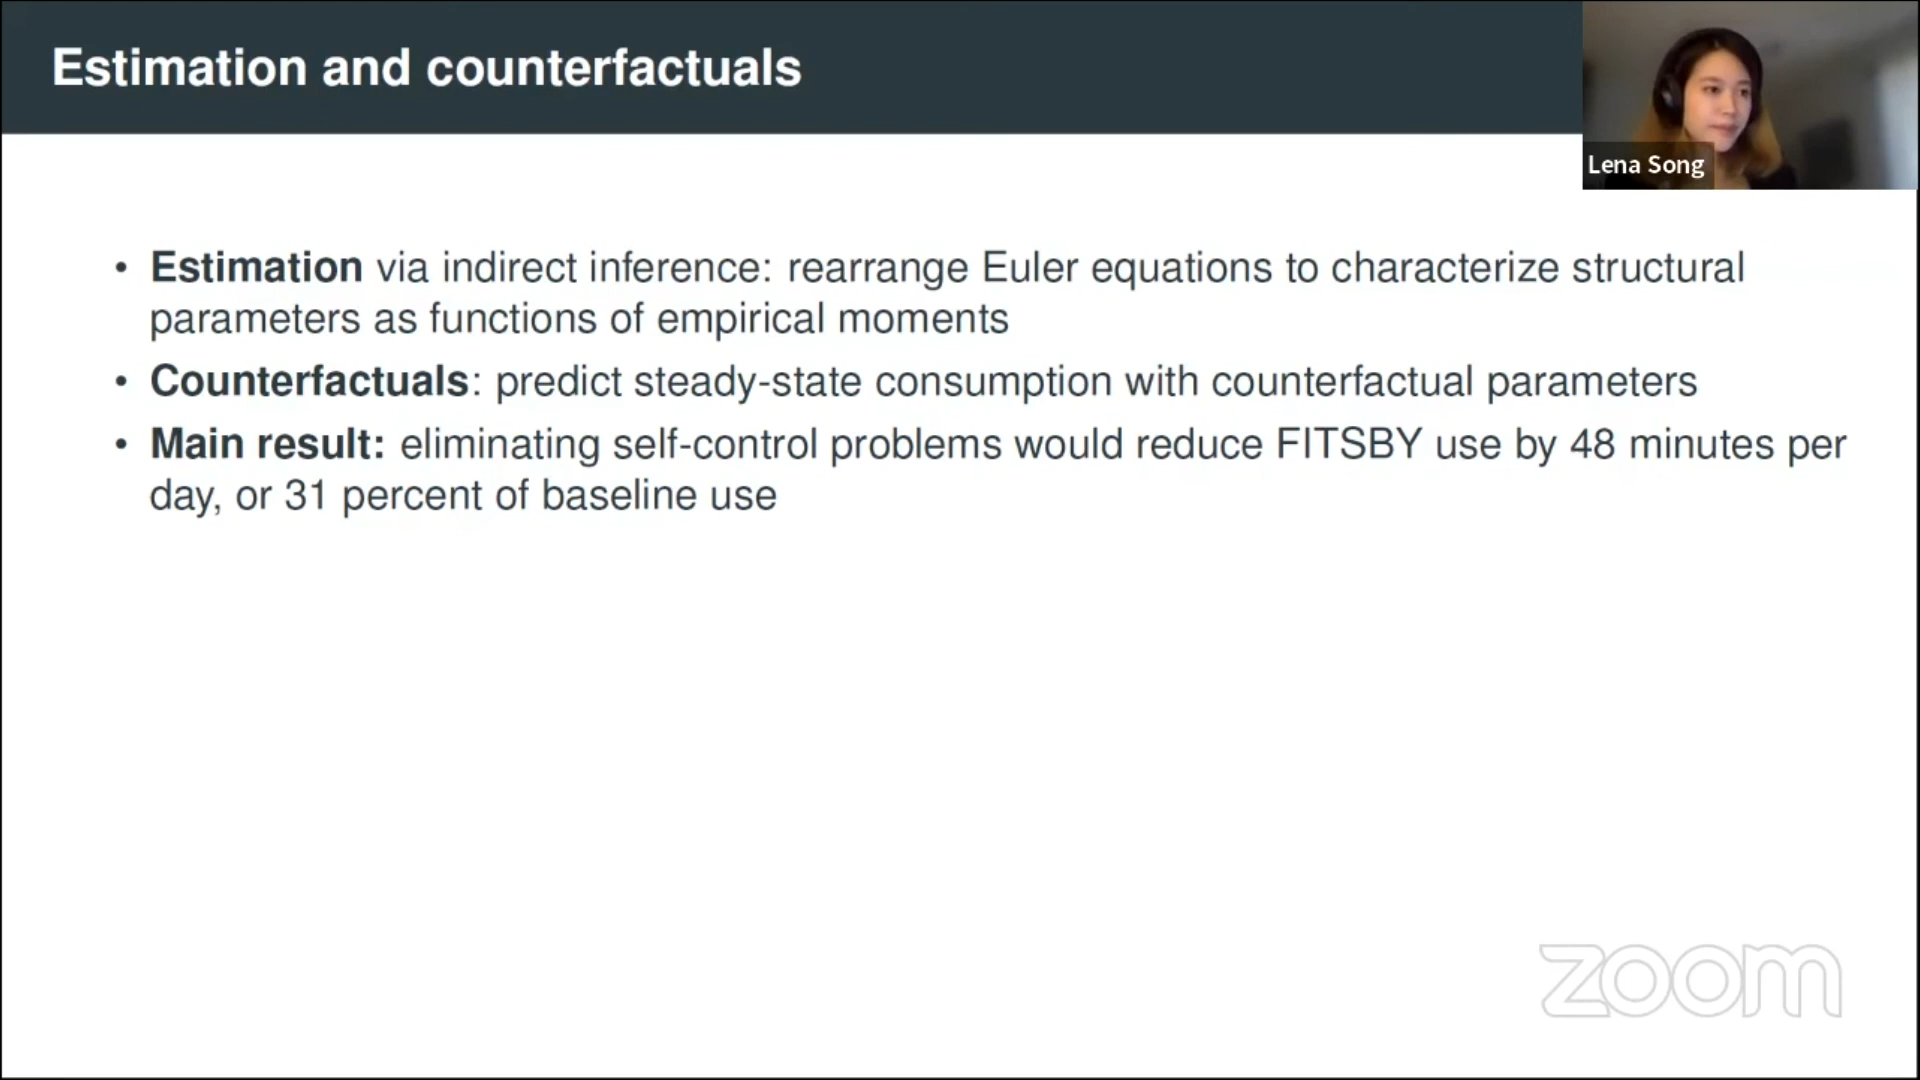 Estimation and counterfactuals
Lena Song
• Estimation via indirect inference: rearrange Euler equations to characterize structural
parameters as functions of empirical moments
• Counterfactuals: predict steady-state consumption with counterfactual parameters
• Main result: eliminating self-control problems would reduce FITSBY use by 48 minutes per
day, or 31 percent of baseline use
zoom